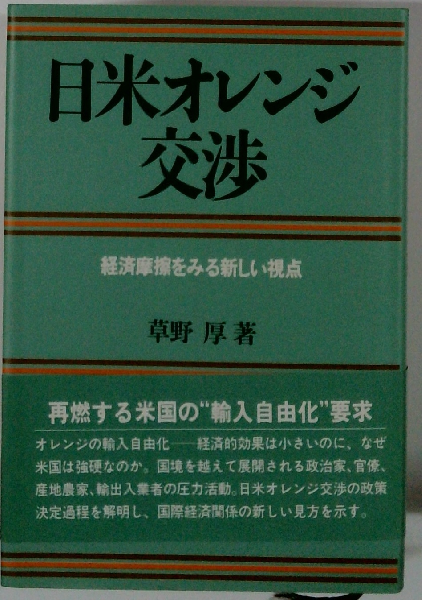 日米オレンジ
交渉
経済摩擦をみる新しい視点
草野 厚 著
再燃する米国の“輸入自由化”要求
オレンジの輸入自由化──経済的効果は小さいのに、なぜ
米国は強硬なのか。国境を越えて展開される政治家、官僚、
産地農家、輸出入業者の圧力活動。日米オレンジ交渉の政策
決定過程を解明し、国際経済関係の新しい見方を示す。